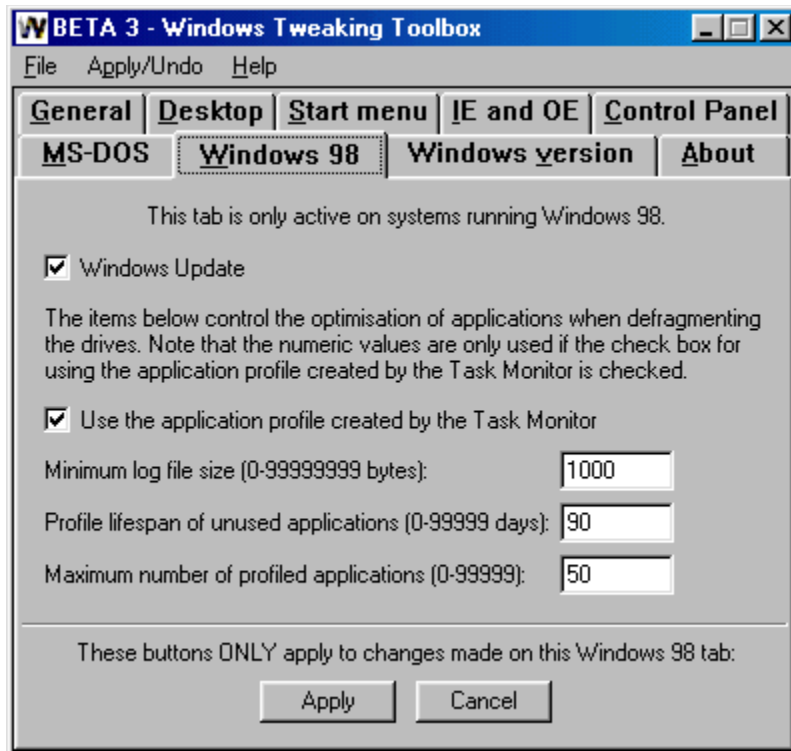 BETA 3 - Windows Tweaking Toolbox
File Apply/Undo Help
General Desktop Start menu IE and OE Control Panel
MS-DOS Windows 98 Windows version About
This tab is only active on systems running Windows 98.
Windows Update
The items below control the optimisation of applications when defragmenting
the drives. Note that the numeric values are only used if the check box for
using the application profile created by the Task Monitor is checked.
Use the application profile created by the Task Monitor
Minimum log file size (0-99999999 bytes): 1000
Profile lifespan of unused applications (0-99999 days): 90
Maximum number of profiled applications (0-99999): 50
These buttons ONLY apply to changes made on this Windows 98 tab:
Apply Cancel